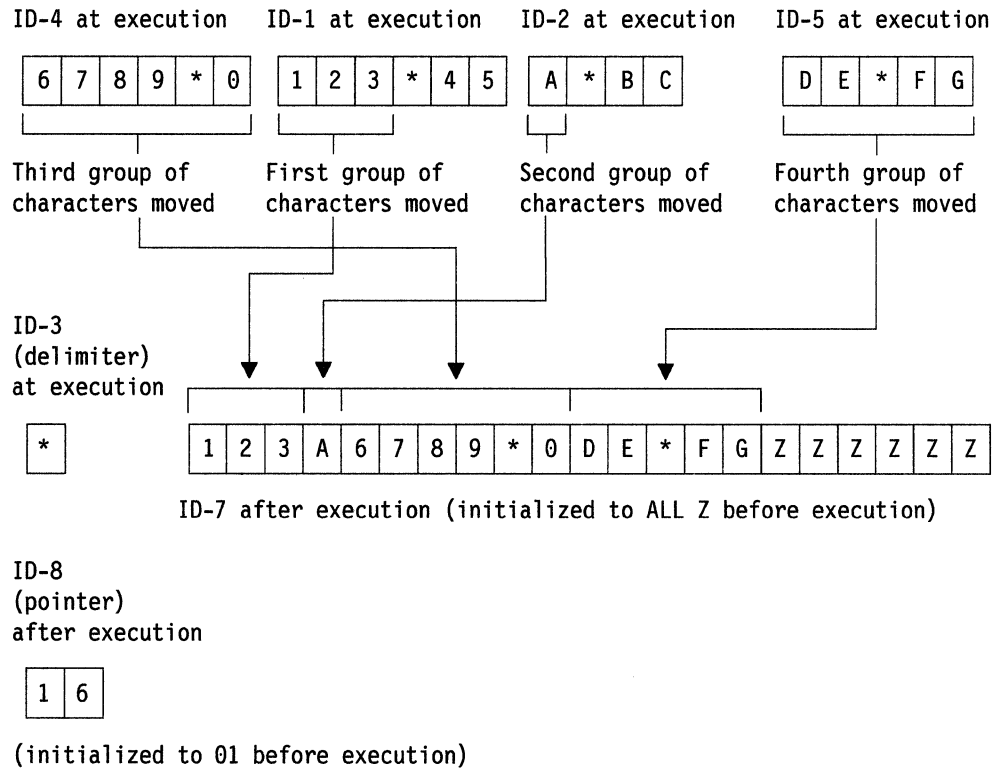 ID-4 at execution ID-1 at execution ID-2 at execution ID-5 at execution
6 7 8 9 * 0 1 2 3 * 4 5 A * B C D E * F G
Third group of First group of Second group of Fourth group of
characters moved characters moved characters moved characters moved
ID-3
(delimiter)
at execution
* 1 2 3 A 6 7 8 9 * 0 D E * F G Z Z Z Z Z Z
ID-7 after execution (initialized to ALL Z before execution)
ID-8
(pointer)
after execution
1 6
(initialized to 01 before execution)